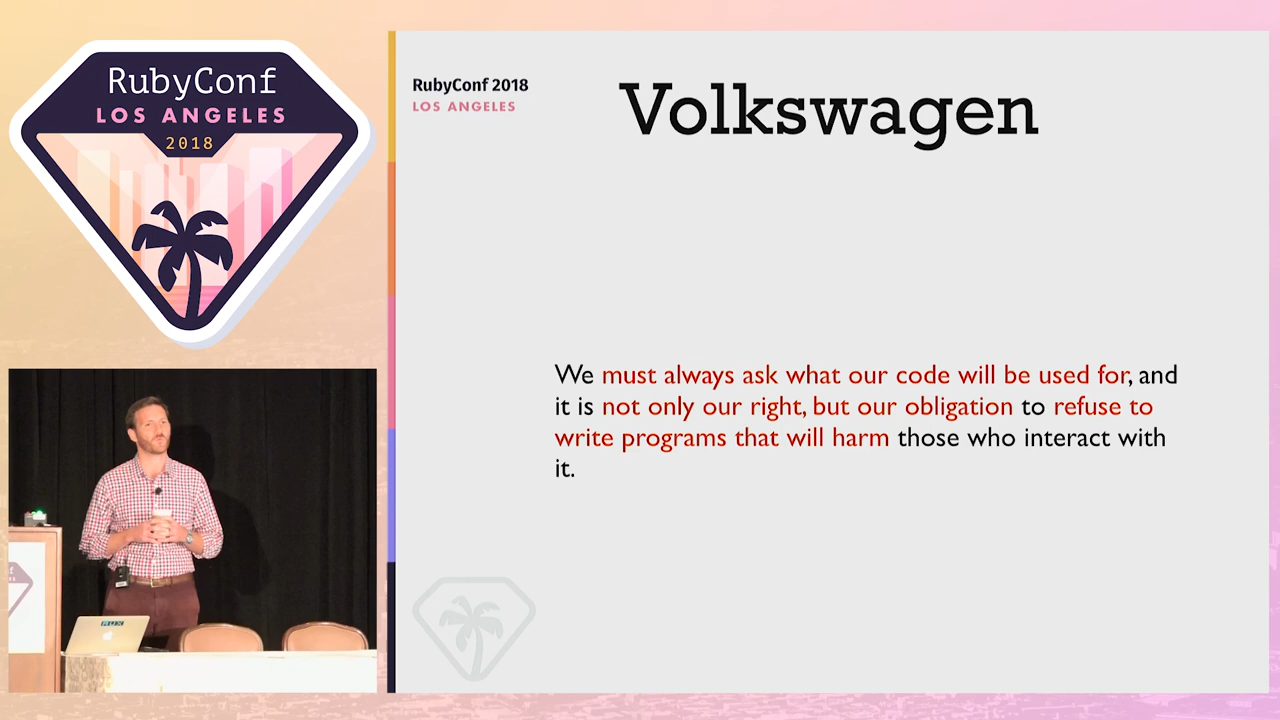 RubyConf
LOS ANGELES
2018
RubyConf 2018
LOS ANGELES
Volkswagen
We must always ask what our code will be used for, and
it is not only our right, but our obligation to refuse to
write programs that will harm those who interact with
it.